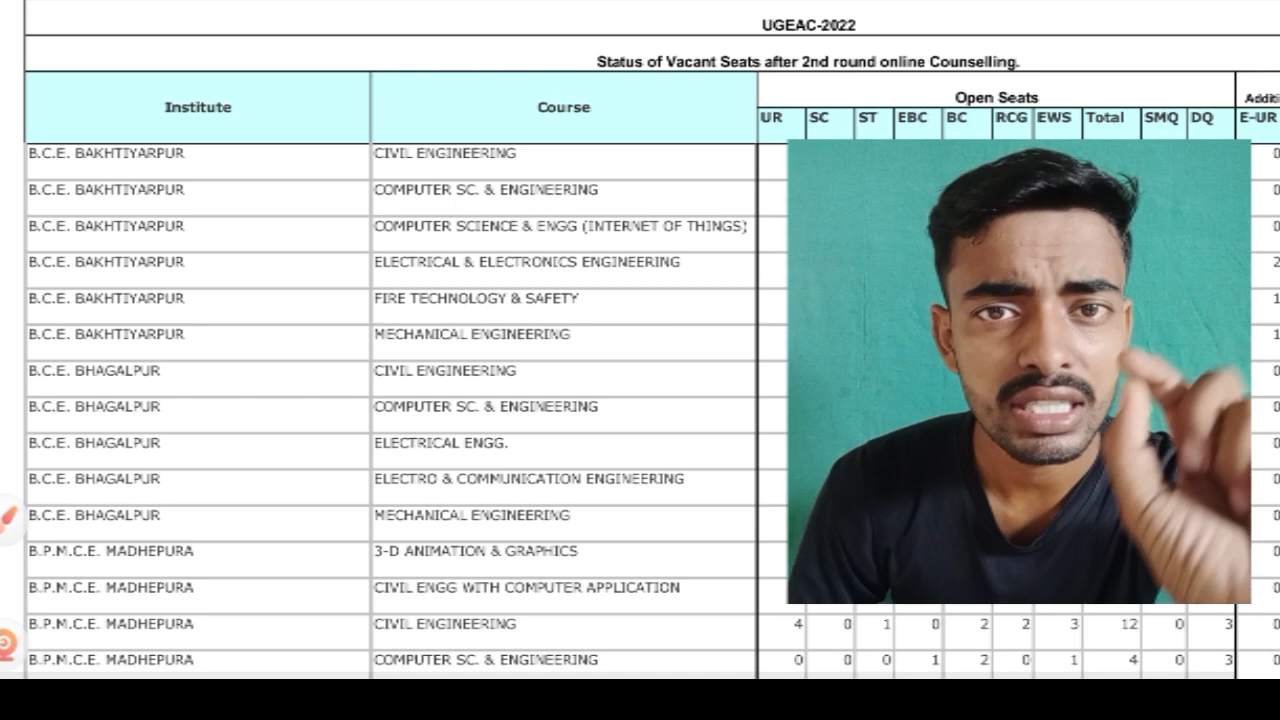 UGEAC-2022
Status of Vacant Seats after 2nd round online Counselling.
Institute Course Open Seats Additi
UR SC ST EBC BC RCG EWS Total SMQ DQ E-UR
B.C.E. BAKHTIYARPUR CIVIL ENGINEERING 0
B.C.E. BAKHTIYARPUR COMPUTER SC. & ENGINEERING 0
B.C.E. BAKHTIYARPUR COMPUTER SCIENCE & ENGG (INTERNET OF THINGS) 0
B.C.E. BAKHTIYARPUR ELECTRICAL & ELECTRONICS ENGINEERING 2
B.C.E. BAKHTIYARPUR FIRE TECHNOLOGY & SAFETY 1
B.C.E. BAKHTIYARPUR MECHANICAL ENGINEERING 1
B.C.E. BHAGALPUR CIVIL ENGINEERING 0
B.C.E. BHAGALPUR COMPUTER SC. & ENGINEERING 0
B.C.E. BHAGALPUR ELECTRICAL ENGG. 0
B.C.E. BHAGALPUR ELECTRO & COMMUNICATION ENGINEERING 0
B.C.E. BHAGALPUR MECHANICAL ENGINEERING 0
B.P.M.C.E. MADHEPURA 3-D ANIMATION & GRAPHICS 0
B.P.M.C.E. MADHEPURA CIVIL ENGG WITH COMPUTER APPLICATION 0
B.P.M.C.E. MADHEPURA CIVIL ENGINEERING 4 0 1 0 2 2 3 12 0 3 0
B.P.M.C.E. MADHEPURA COMPUTER SC. & ENGINEERING 0 0 0 1 2 0 1 4 0 3 0